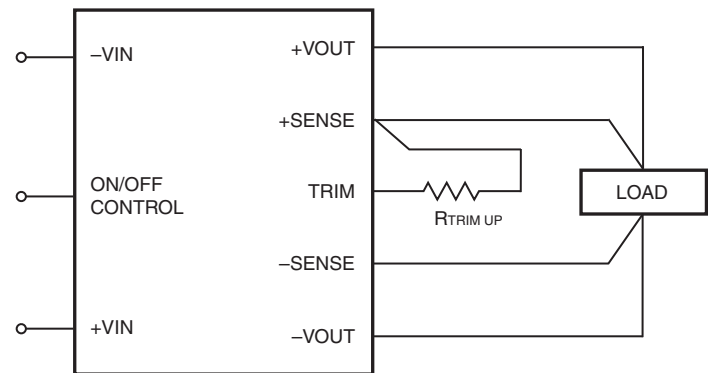 –VIN
+VOUT
+SENSE
ON/OFF
CONTROL
TRIM
RTRIM UP
LOAD
–SENSE
+VIN
–VOUT